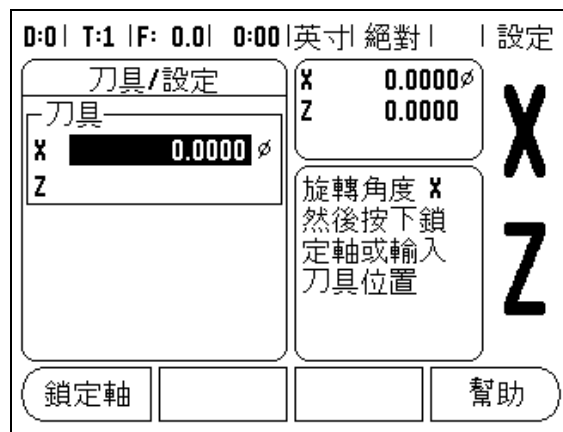 D:0| T:1 |F: 0.0| 0:00|英寸| 絕對| |設定
刀具/設定
刀具
X 0.0000 ⌀
Z
X 0.0000⌀
Z 0.0000
旋轉角度 X
然後按下鎖
定軸或輸入
刀具位置
X
Z
鎖定軸
幫助